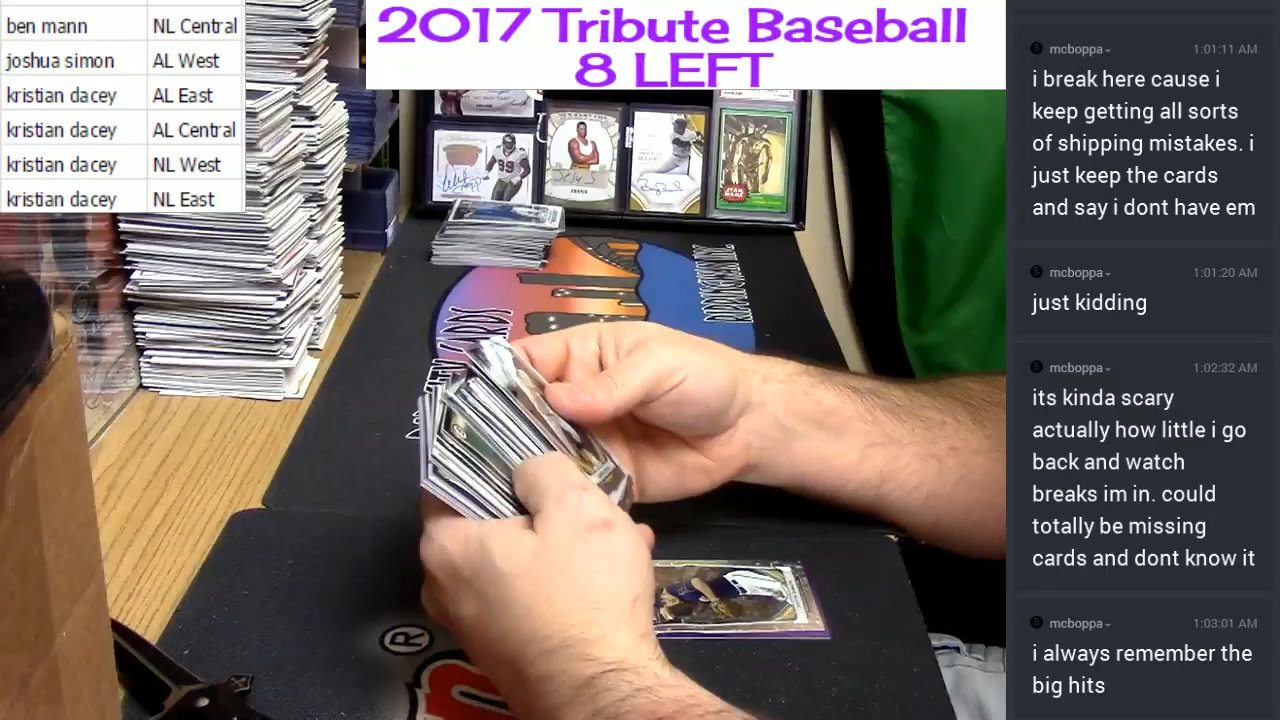 ben mann NL Central
joshua simon AL West
kristian dacey AL East
kristian dacey AL Central
kristian dacey NL West
kristian dacey NL East
2017 Tribute Baseball
8 LEFT
99
STAR
WARS
®
mcboppa 1:01:11 AM
i break here cause i
keep getting all sorts
of shipping mistakes. i
just keep the cards
and say i dont have em
mcboppa 1:01:20 AM
just kidding
mcboppa 1:02:32 AM
its kinda scary
actually how little i go
back and watch
breaks im in. could
totally be missing
cards and dont know it
mcboppa 1:03:01 AM
i always remember the
big hits